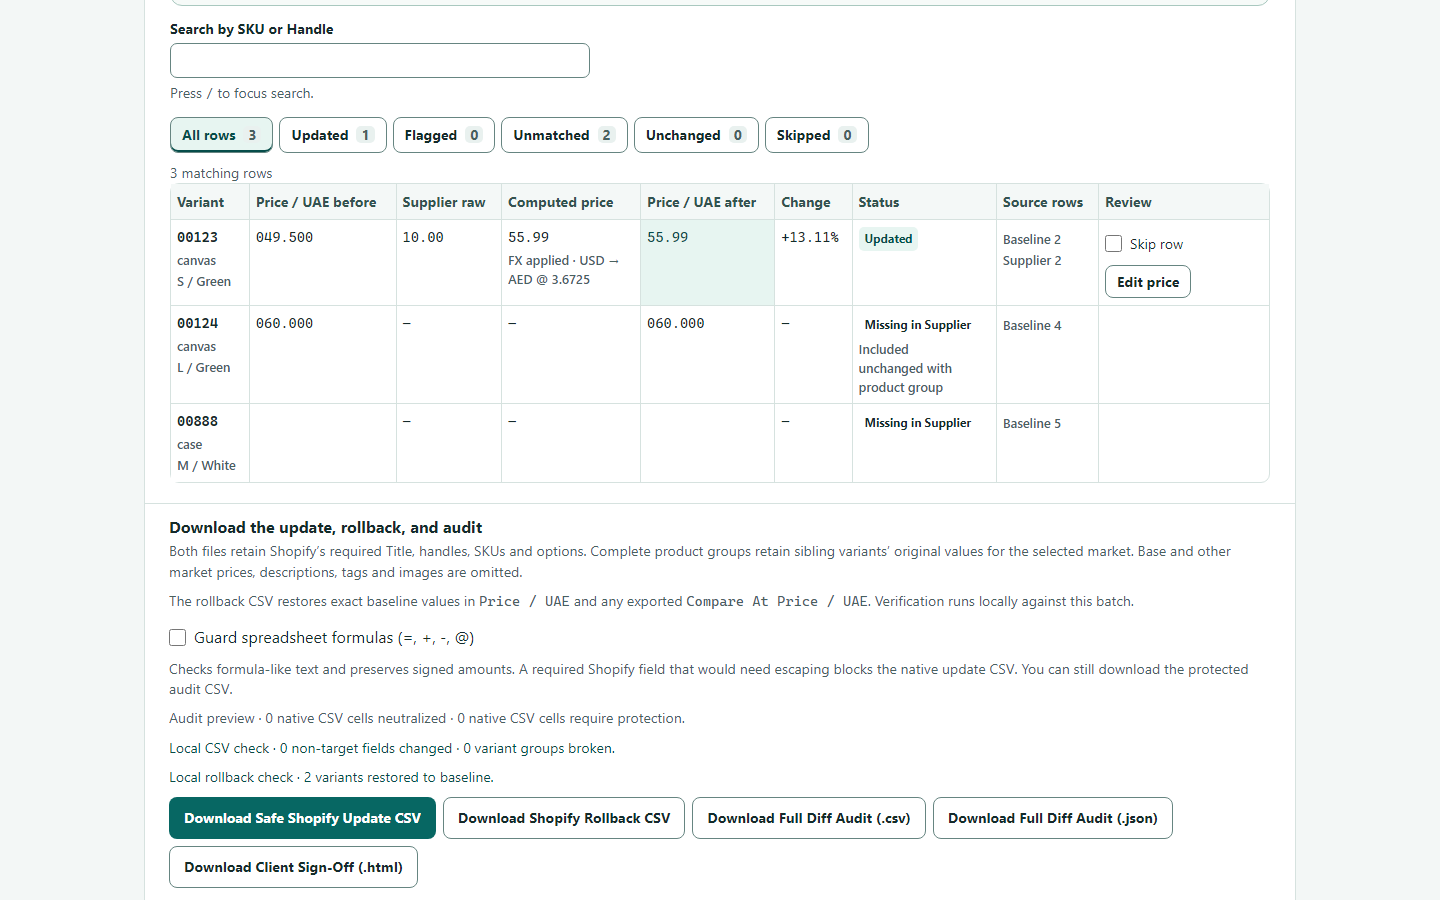 Search by SKU or Handle
Press / to focus search.
All rows 3 Updated 1 Flagged 0 Unmatched 2 Unchanged 0 Skipped 0
3 matching rows
Variant Price / UAE before Supplier raw Computed price Price / UAE after Change Status Source rows Review
00123 049.500 10.00 55.99 55.99 +13.11% Updated Baseline 2 Skip row
canvas FX applied · USD → Supplier 2
S / Green AED @ 3.6725 Edit price
00124 060.000 — — 060.000 — Missing in Supplier Baseline 4
canvas Included
L / Green unchanged with
product group
00888 — — — Missing in Supplier Baseline 5
case
M / White
Download the update, rollback, and audit
Both files retain Shopify’s required Title, handles, SKUs and options. Complete product groups retain sibling variants’ original values for the selected market. Base and other
market prices, descriptions, tags and images are omitted.
The rollback CSV restores exact baseline values in Price / UAE and any exported Compare At Price / UAE. Verification runs locally against this batch.
Guard spreadsheet formulas (=, +, -, @)
Checks formula-like text and preserves signed amounts. A required Shopify field that would need escaping blocks the native update CSV. You can still download the protected
audit CSV.
Audit preview · 0 native CSV cells neutralized · 0 native CSV cells require protection.
Local CSV check · 0 non-target fields changed · 0 variant groups broken.
Local rollback check · 2 variants restored to baseline.
Download Safe Shopify Update CSV Download Shopify Rollback CSV Download Full Diff Audit (.csv) Download Full Diff Audit (.json)
Download Client Sign-Off (.html)